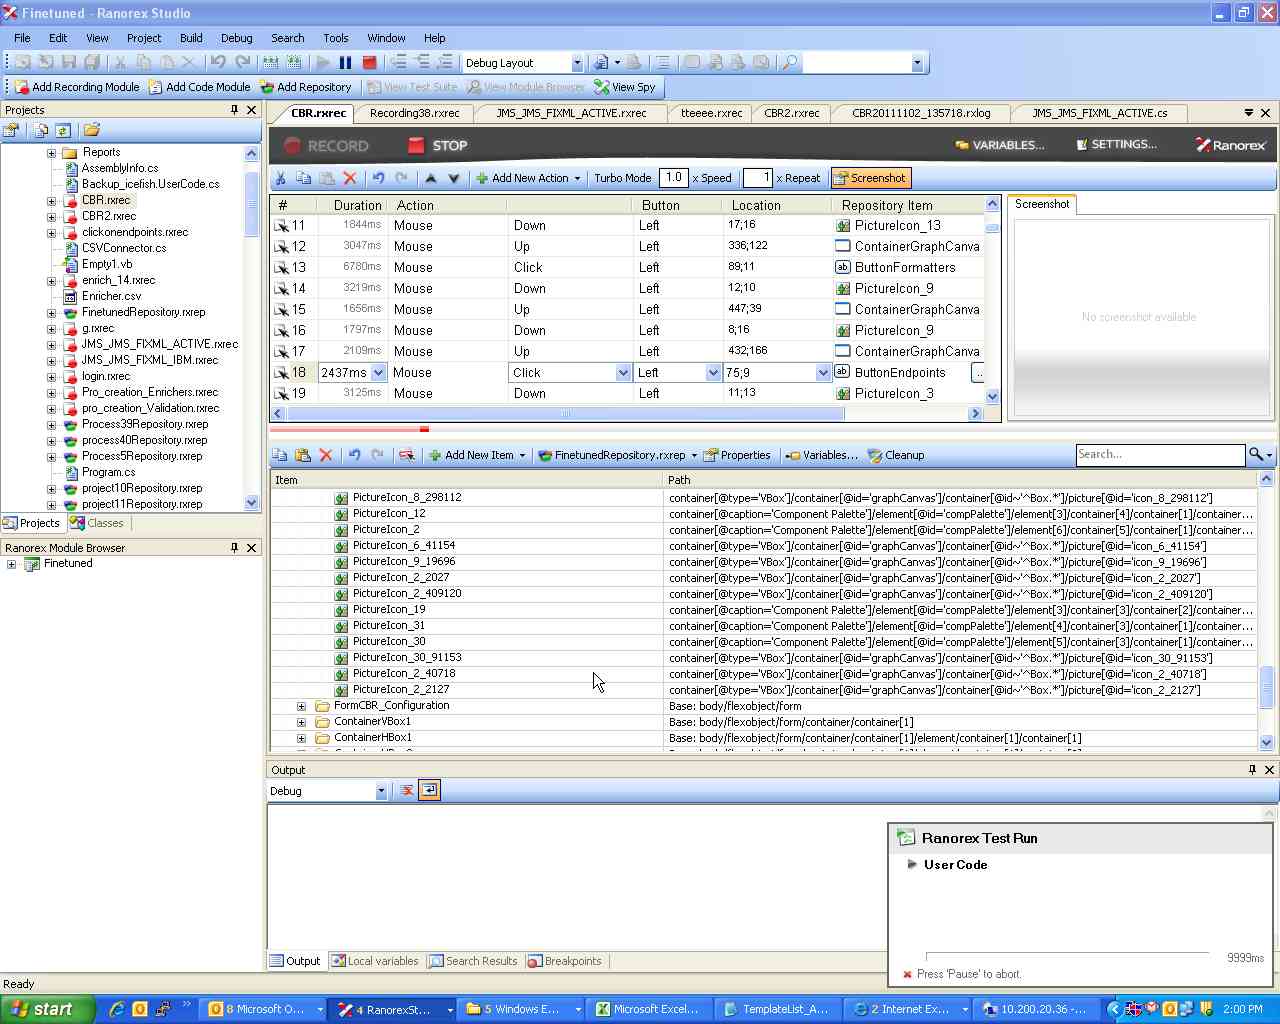 Finetuned - Ranorex Studio
File Edit View Project Build Debug Search Tools Window Help
Debug Layout
Add Recording Module Add Code Module Add Repository View Test Suite View Module Browser View Spy
Projects
CBR.rxrec Recording38.rxrec JMS_JMS_FIXML_ACTIVE.rxrec tteeee.rxrec CBR2.rxrec CBR20111102_135718.rxlog JMS_JMS_FIXML_ACTIVE.cs
RECORD STOP VARIABLES... SETTINGS... Ranorex
Add New Action Turbo Mode 1.0 x Speed 1 x Repeat Screenshot
Reports
AssemblyInfo.cs
Backup_icefish.UserCode.cs
CBR.rxrec
CBR2.rxrec
clickonendpoints.rxrec
CSVConnector.cs
Empty1.vb
enrich_14.rxrec
Enricher.csv
FinetunedRepository.rxrep
g.rxrec
JMS_JMS_FIXML_ACTIVE.rxrec
JMS_JMS_FIXML_IBM.rxrec
login.rxrec
Pro_creation_Enrichers.rxrec
pro_creation_Validation.rxrec
Process39Repository.rxrep
process40Repository.rxrep
Process5Repository.rxrep
Program.cs
project10Repository.rxrep
project11Repository.rxrep
Projects Classes
Ranorex Module Browser
Finetuned
# Duration Action Button Location Repository Item
11 1844ms Mouse Down Left 17;16 PictureIcon_13
12 3047ms Mouse Up Left 336;122 ContainerGraphCanva
13 6780ms Mouse Click Left 89;11 ButtonFormatters
14 3219ms Mouse Down Left 12;10 PictureIcon_9
15 1656ms Mouse Up Left 447;39 ContainerGraphCanva
16 1797ms Mouse Down Left 8;16 PictureIcon_9
17 2109ms Mouse Up Left 432;166 ContainerGraphCanva
18 2437ms Mouse Click Left 75;9 ButtonEndpoints ..
19 3125ms Mouse Down Left 11;13 PictureIcon_3
Screenshot
No screenshot available
Add New Item FinetunedRepository.rxrep Properties Variables... Cleanup Search...
Item Path
PictureIcon_8_298112 container[@type='VBox']/container[@id='graphCanvas']/container[@id~'^Box.*']/picture[@id='icon_8_298112']
PictureIcon_12 container[@caption='Component Palette']/element[@id='compPalette']/element[3]/container[4]/container[1]/container...
PictureIcon_2 container[@caption='Component Palette']/element[@id='compPalette']/element[6]/container[5]/container[1]/container...
PictureIcon_6_41154 container[@type='VBox']/container[@id='graphCanvas']/container[@id~'^Box.*']/picture[@id='icon_6_41154']
PictureIcon_9_19696 container[@type='VBox']/container[@id='graphCanvas']/container[@id~'^Box.*']/picture[@id='icon_9_19696']
PictureIcon_2_2027 container[@type='VBox']/container[@id='graphCanvas']/container[@id~'^Box.*']/picture[@id='icon_2_2027']
PictureIcon_2_409120 container[@type='VBox']/container[@id='graphCanvas']/container[@id~'^Box.*']/picture[@id='icon_2_409120']
PictureIcon_19 container[@caption='Component Palette']/element[@id='compPalette']/element[3]/container[3]/container[2]/container...
PictureIcon_31 container[@caption='Component Palette']/element[@id='compPalette']/element[4]/container[3]/container[1]/container...
PictureIcon_30 container[@caption='Component Palette']/element[@id='compPalette']/element[5]/container[3]/container[1]/container...
PictureIcon_30_91153 container[@type='VBox']/container[@id='graphCanvas']/container[@id~'^Box.*']/picture[@id='icon_30_91153']
PictureIcon_2_40718 container[@type='VBox']/container[@id='graphCanvas']/container[@id~'^Box.*']/picture[@id='icon_2_40718']
PictureIcon_2_2127 container[@type='VBox']/container[@id='graphCanvas']/container[@id~'^Box.*']/picture[@id='icon_2_2127']
FormCBR_Configuration Base: body/flexobject/form
ContainerVBox1 Base: body/flexobject/form/container/container[1]
ContainerHBox1 Base: body/flexobject/form/container/container[1]/element/container[1]/container[1]
Output
Debug
Ranorex Test Run
User Code
9999ms
Press 'Pause' to abort.
Output Local variables Search Results Breakpoints
Ready
start 8 Microsoft O... 4 RanorexSt... 5 Windows E... Microsoft Excel... TemplateList_A... 2 Internet Ex... 10.200.20.36 -... 2:00 PM